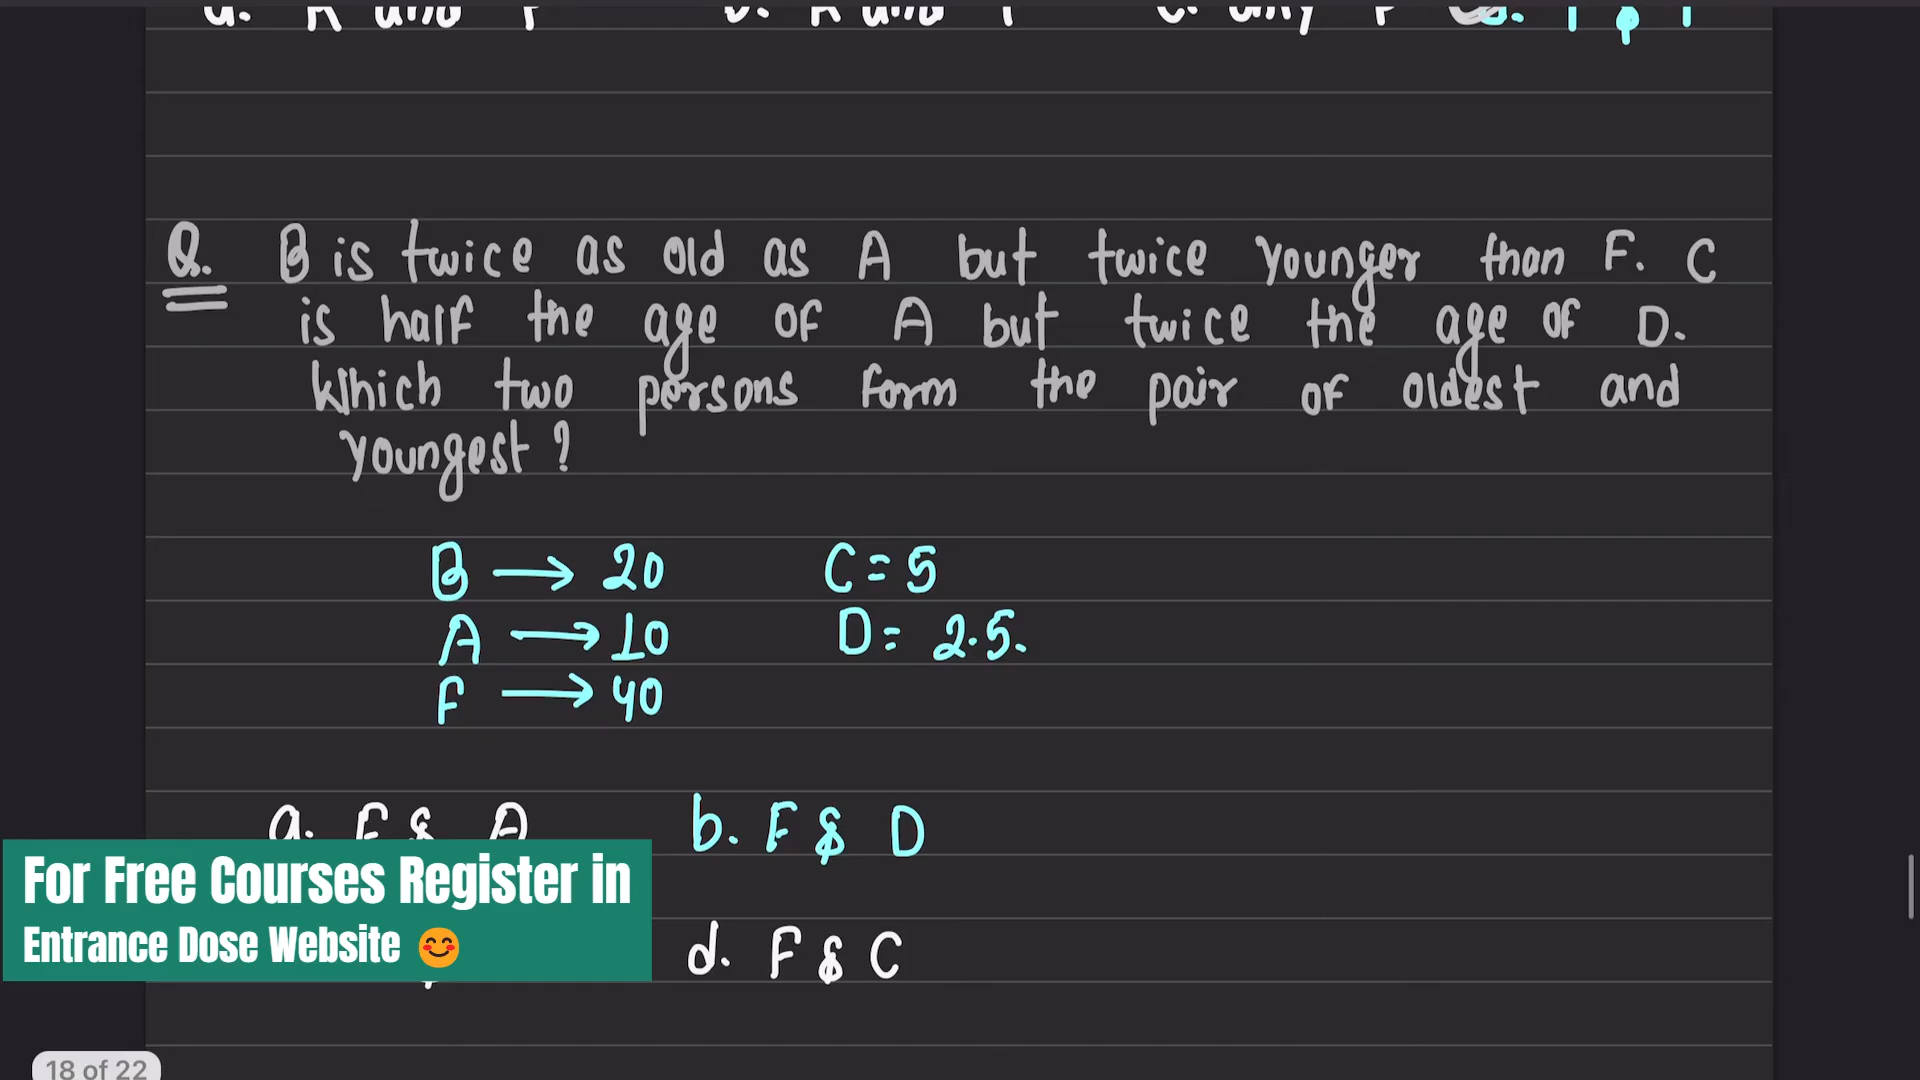 Q. B is twice as old as A but twice younger than F. C
is half the age of A but twice the age of D.
Which two persons form the pair of oldest and
youngest ?
B → 20 C = 5
A → 10 D = 2.5.
F → 40
a. F & A b. F & D
d. F & C
For Free Courses Register in
Entrance Dose Website 😊
18 of 22